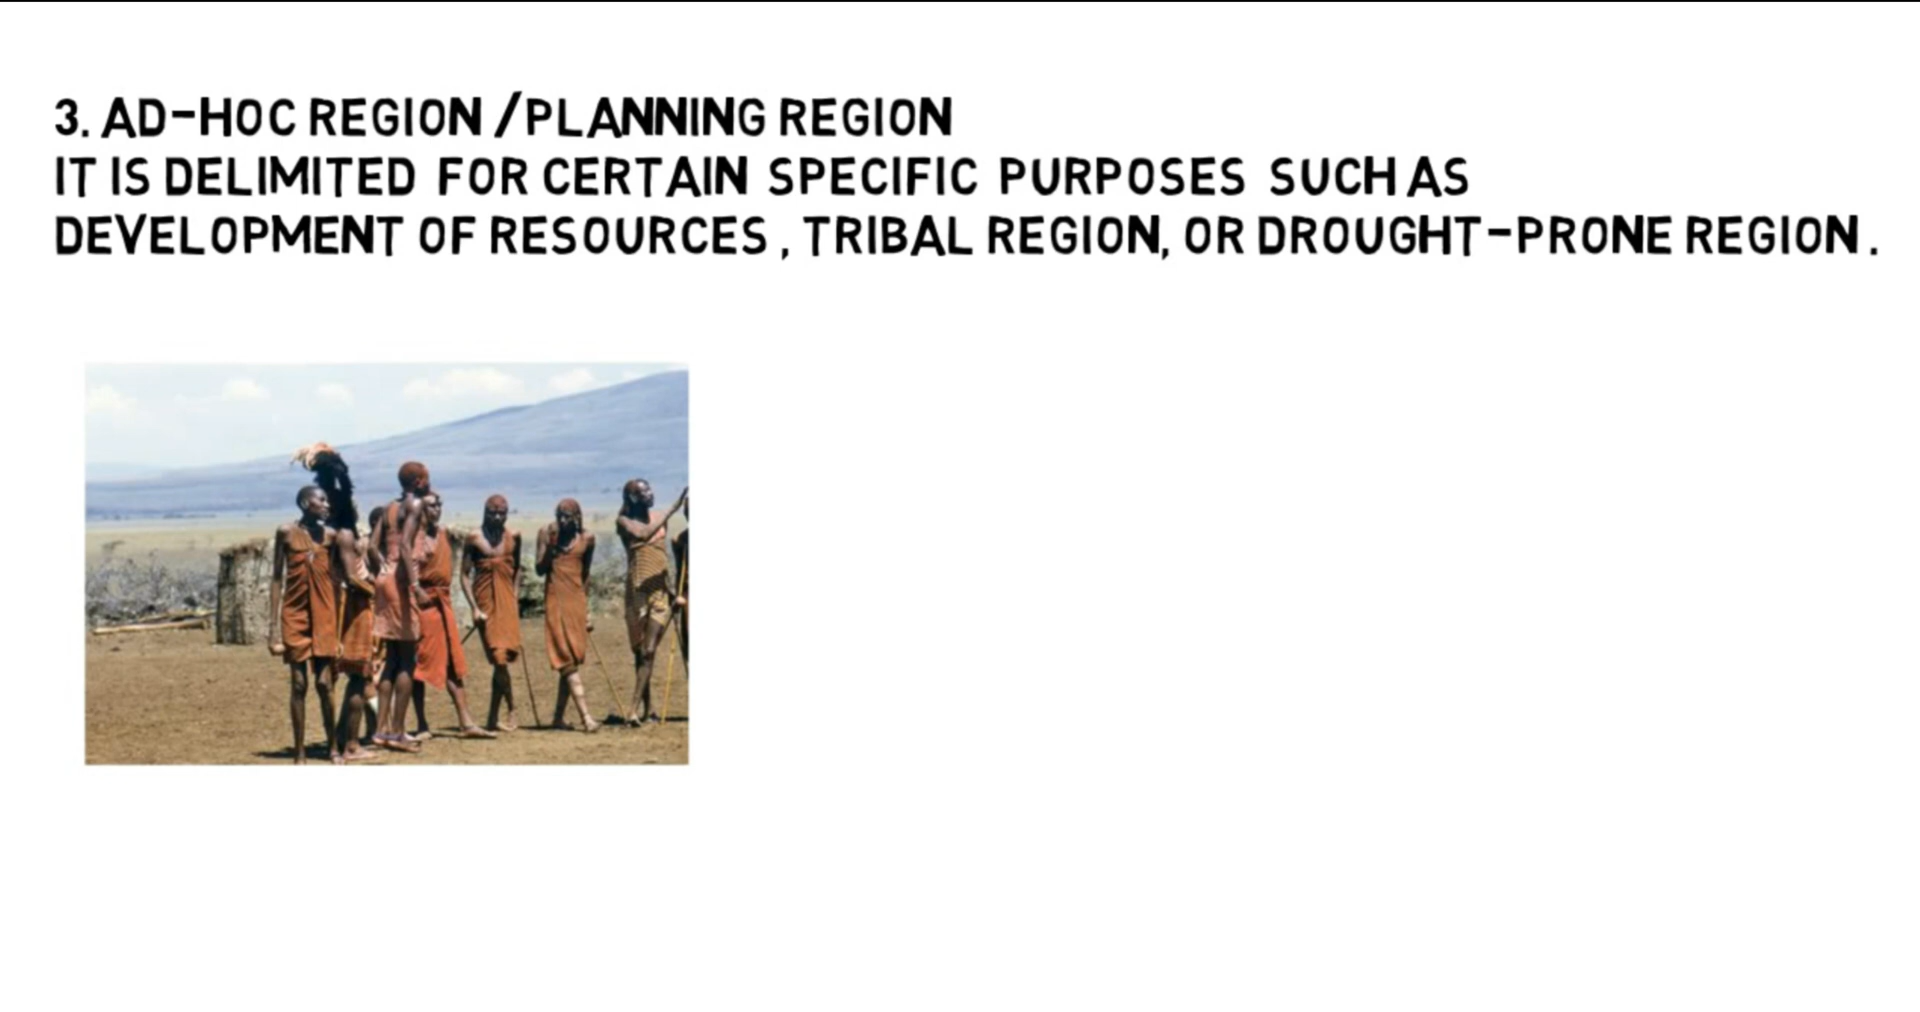 3. AD-HOC REGION /PLANNING REGION
IT IS DELIMITED FOR CERTAIN SPECIFIC PURPOSES SUCH AS
DEVELOPMENT OF RESOURCES , TRIBAL REGION, OR DROUGHT-PRONE REGION .